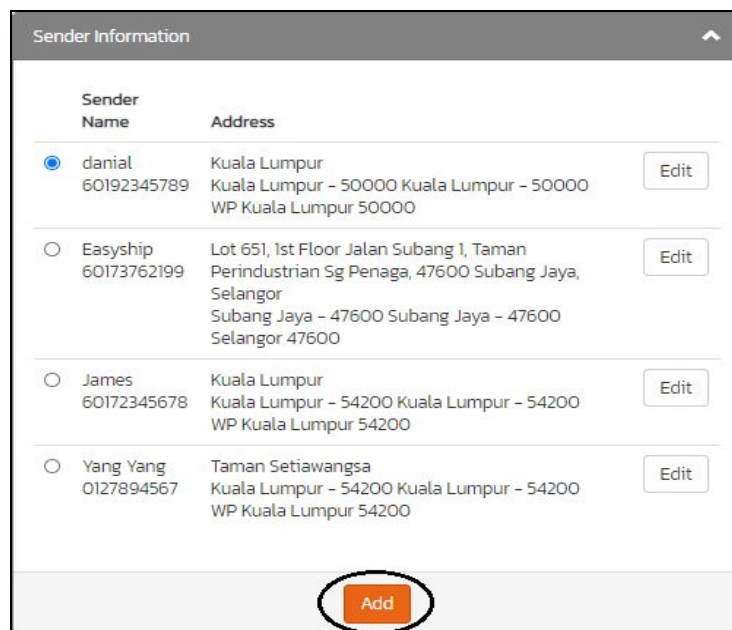 Sender Information
Sender
Name
Address
danial
60192345789
Kuala Lumpur
Kuala Lumpur - 50000 Kuala Lumpur - 50000
WP Kuala Lumpur 50000
Edit
Easyship
60173762199
Lot 651, 1st Floor Jalan Subang 1, Taman
Perindustrian Sg Penaga, 47600 Subang Jaya,
Selangor
Subang Jaya - 47600 Subang Jaya - 47600
Selangor 47600
Edit
James
60172345678
Kuala Lumpur
Kuala Lumpur - 54200 Kuala Lumpur - 54200
WP Kuala Lumpur 54200
Edit
Yang Yang
0127894567
Taman Setiawangsa
Kuala Lumpur - 54200 Kuala Lumpur - 54200
WP Kuala Lumpur 54200
Edit
Add